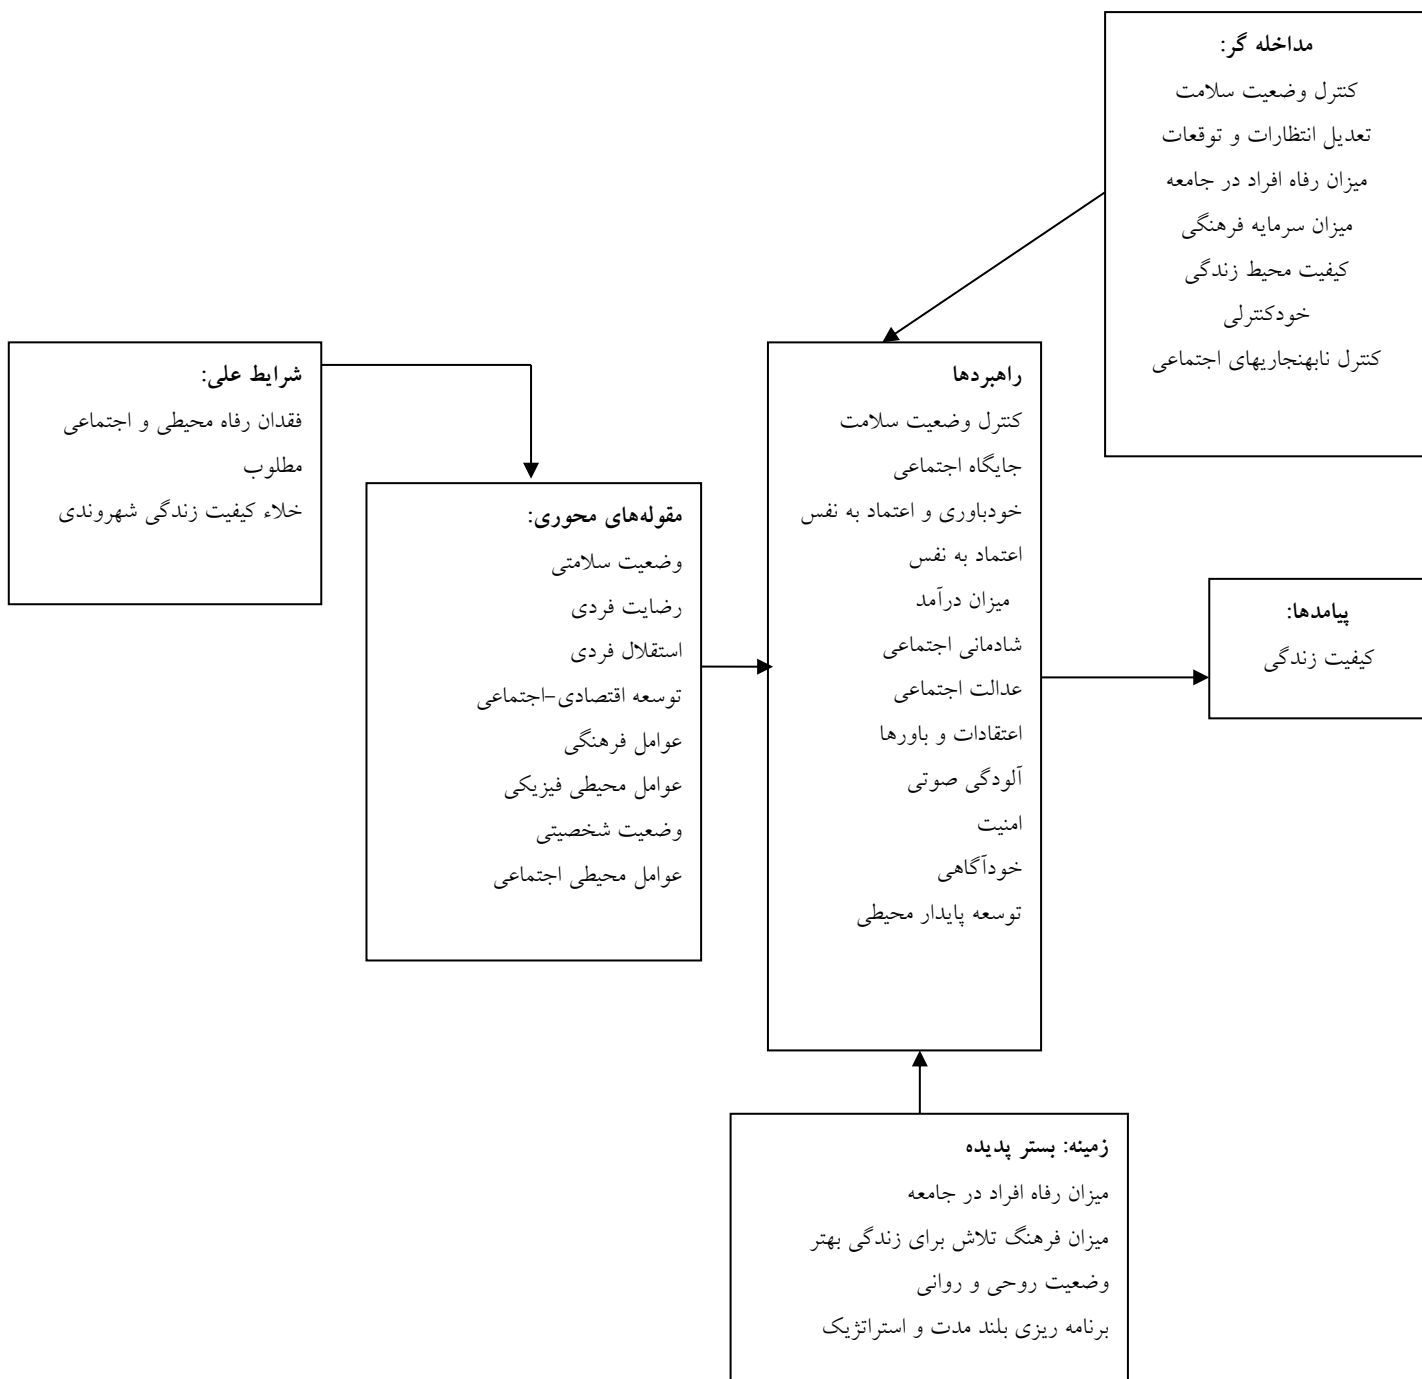 مداخله گر:
کنترل وضعیت سلامت
تعدیل انتظارات و توقعات
میزان رفاه افراد در جامعه
میزان سرمایه فرهنگی
کیفیت محیط زندگی
خودکنترلی
کنترل نابهنجاریهای اجتماعی
شرایط علی:
فقدان رفاه محیطی و اجتماعی
مطلوب
خلاء کیفیت زندگی شهروندی
مقوله‌های محوری:
وضعیت سلامتی
رضایت فردی
استقلال فردی
توسعه اقتصادی-اجتماعی
عوامل فرهنگی
عوامل محیطی فیزیکی
وضعیت شخصیتی
عوامل محیطی اجتماعی
راهبردها
کنترل وضعیت سلامت
جایگاه اجتماعی
خودباوری و اعتماد به نفس
اعتماد به نفس
میزان درآمد
شادمانی اجتماعی
عدالت اجتماعی
اعتقادات و باورها
آلودگی صوتی
امنیت
خودآگاهی
توسعه پایدار محیطی
پیامدها:
کیفیت زندگی
زمینه: بستر پدیده
میزان رفاه افراد در جامعه
میزان فرهنگ تلاش برای زندگی بهتر
وضعیت روحی و روانی
برنامه ریزی بلند مدت و استراتژیک